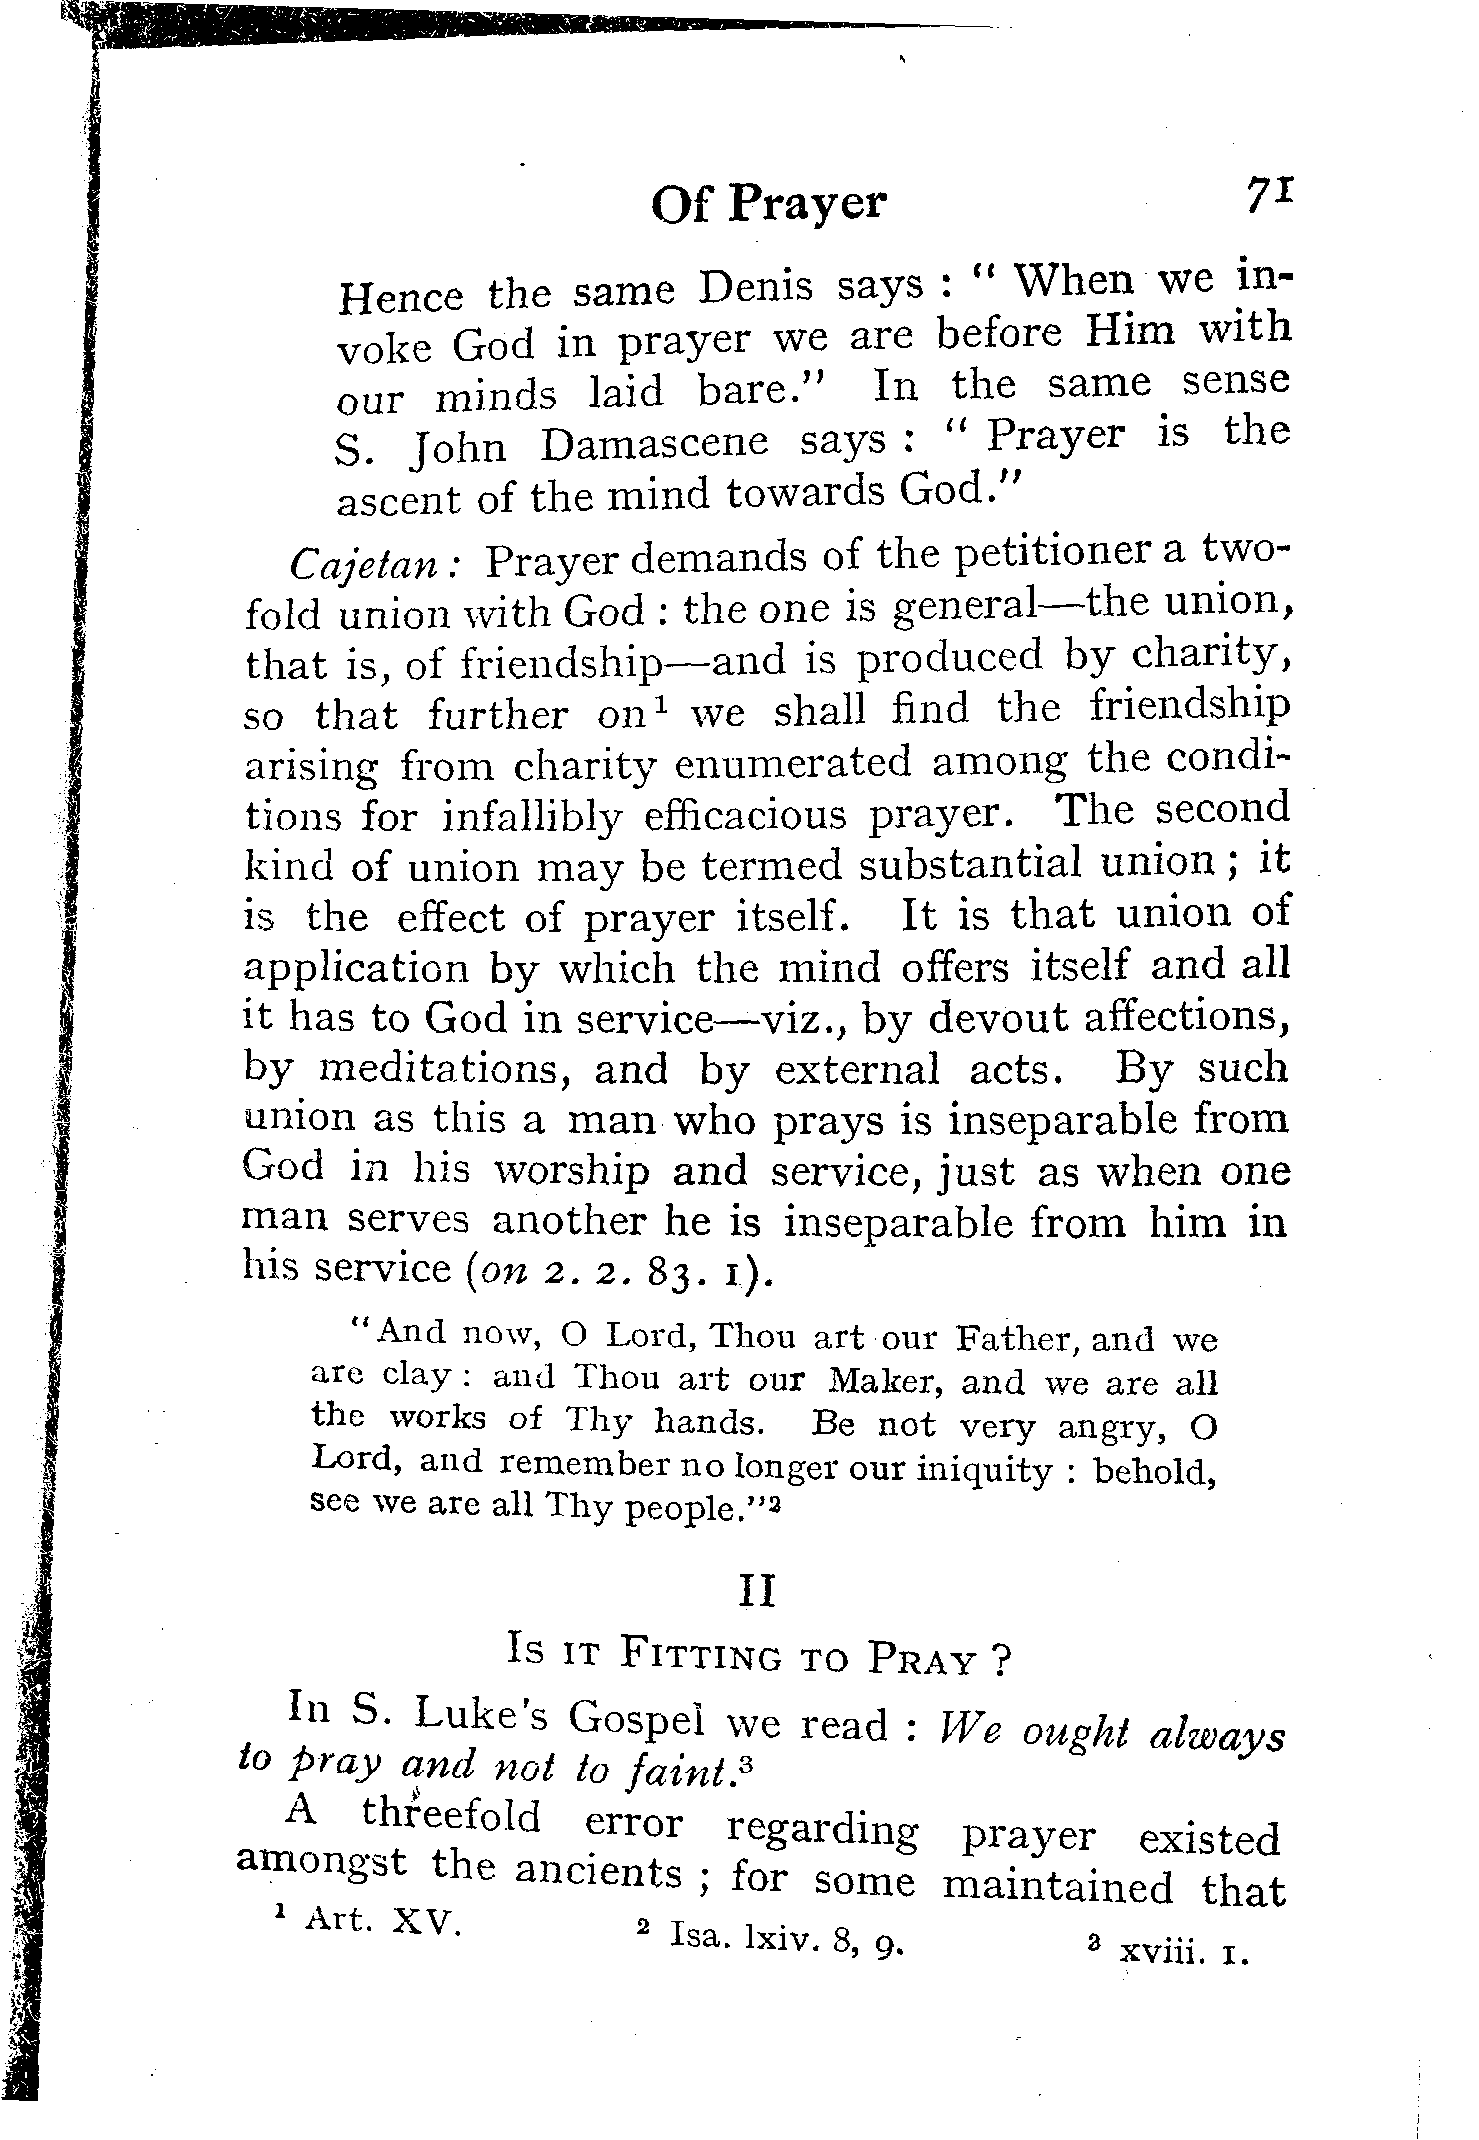 Of Prayer 71
Hence the same Denis says : “ When we in-
voke God in prayer we are before Him with
our minds laid bare.” In the same sense
S. John Damascene says : “ Prayer is the
ascent of the mind towards God.”
Cajetan : Prayer demands of the petitioner a two-
fold union with God : the one is general—the union,
that is, of friendship—and is produced by charity,
so that further on¹ we shall find the friendship
arising from charity enumerated among the condi-
tions for infallibly efficacious prayer. The second
kind of union may be termed substantial union ; it
is the effect of prayer itself. It is that union of
application by which the mind offers itself and all
it has to God in service—viz., by devout affections,
by meditations, and by external acts. By such
union as this a man who prays is inseparable from
God in his worship and service, just as when one
man serves another he is inseparable from him in
his service (on 2. 2. 83. 1).
“And now, O Lord, Thou art our Father, and we
are clay : and Thou art our Maker, and we are all
the works of Thy hands. Be not very angry, O
Lord, and remember no longer our iniquity : behold,
see we are all Thy people.”²
II
Is it Fitting to Pray ?
In S. Luke's Gospel we read : We ought always
to pray and not to faint.³
A threefold error regarding prayer existed
amongst the ancients ; for some maintained that
¹ Art. XV. ² Isa. lxiv. 8, 9. ³ xviii. 1.